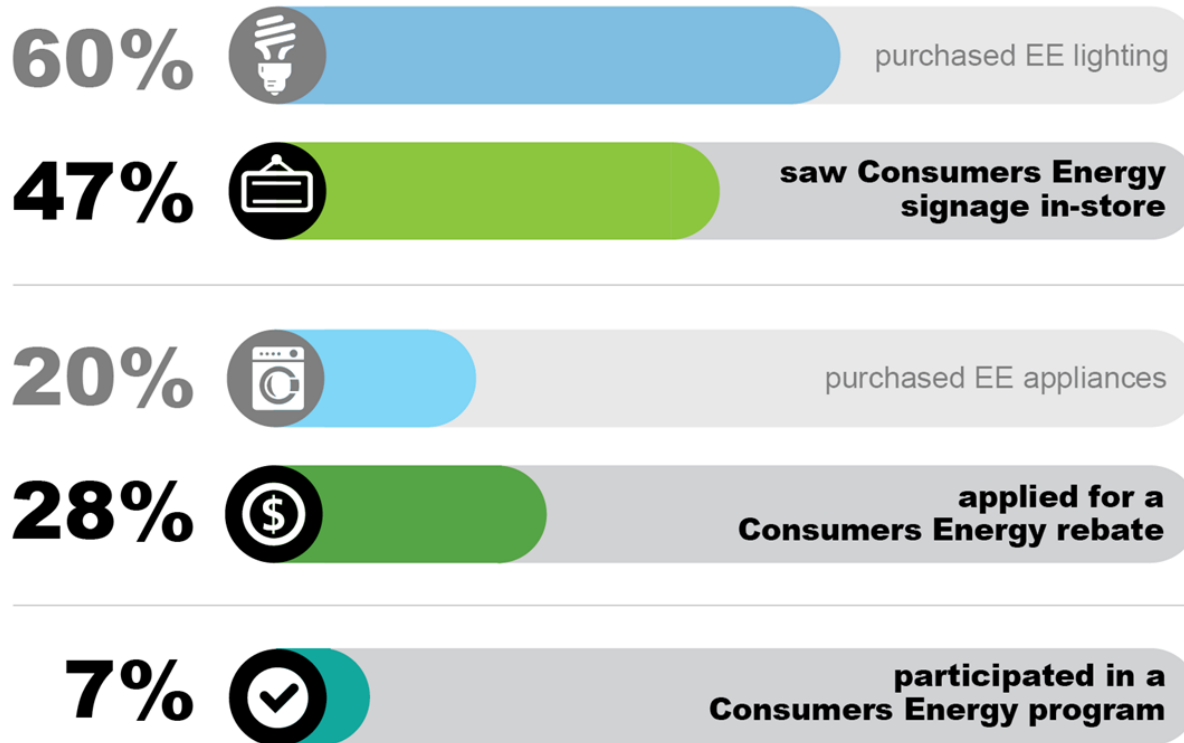 60%
purchased EE lighting
47%
saw Consumers Energy
signage in-store
20%
purchased EE appliances
28%
$
applied for a
Consumers Energy rebate
7%
participated in a
Consumers Energy program